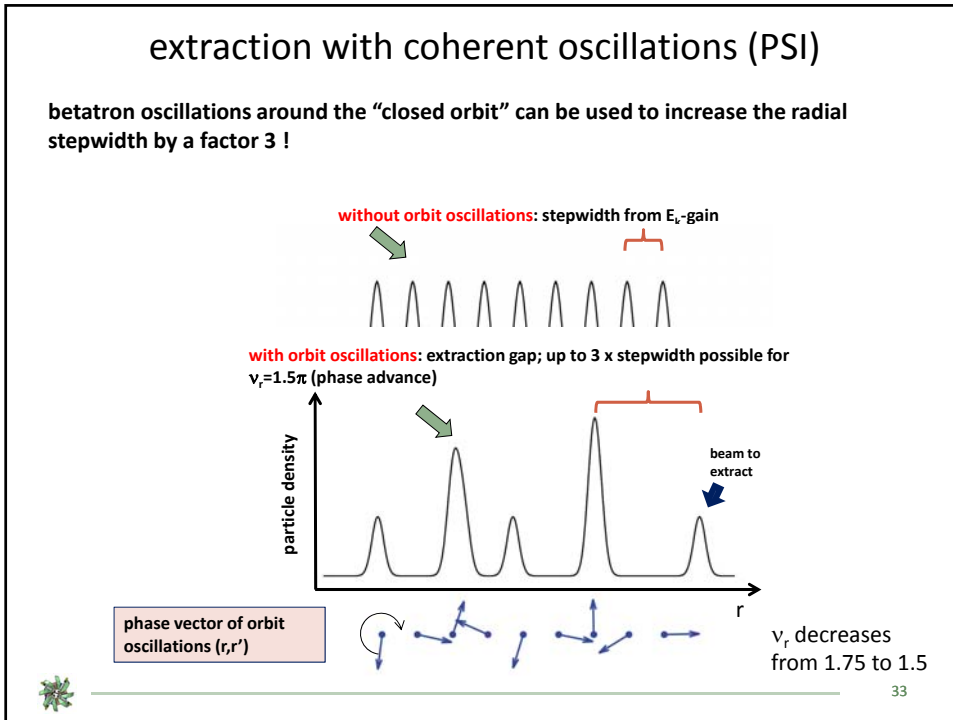 extraction with coherent oscillations (PSI)
betatron oscillations around the “closed orbit” can be used to increase the radial
stepwidth by a factor 3 !
without orbit oscillations: stepwidth from Eₖ-gain
with orbit oscillations: extraction gap; up to 3 x stepwidth possible for
νᵣ=1.5π (phase advance)
particle density
beam to
extract
r
phase vector of orbit
oscillations (r,r’)
νᵣ decreases
from 1.75 to 1.5
33